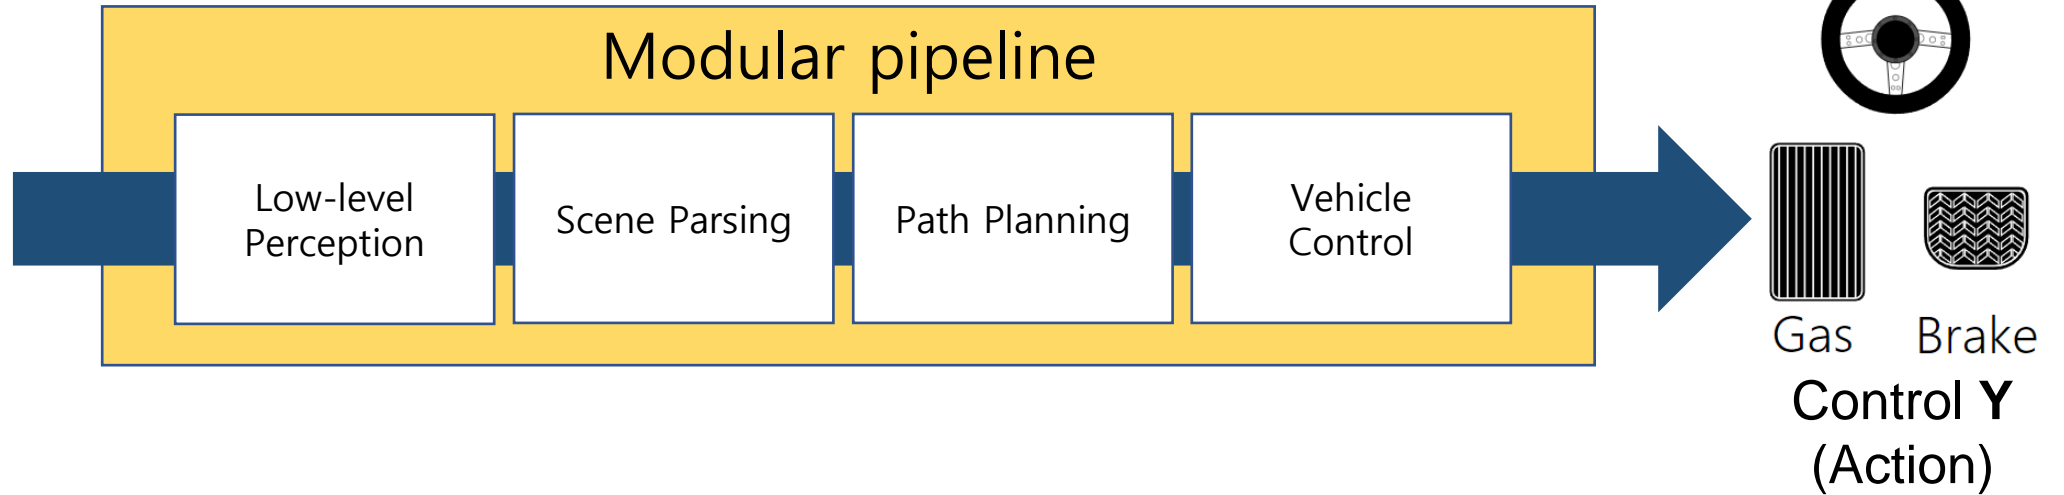 Modular pipeline
Low-level
Perception
Scene Parsing
Path Planning
Vehicle
Control
Gas
Brake
Control Y
(Action)